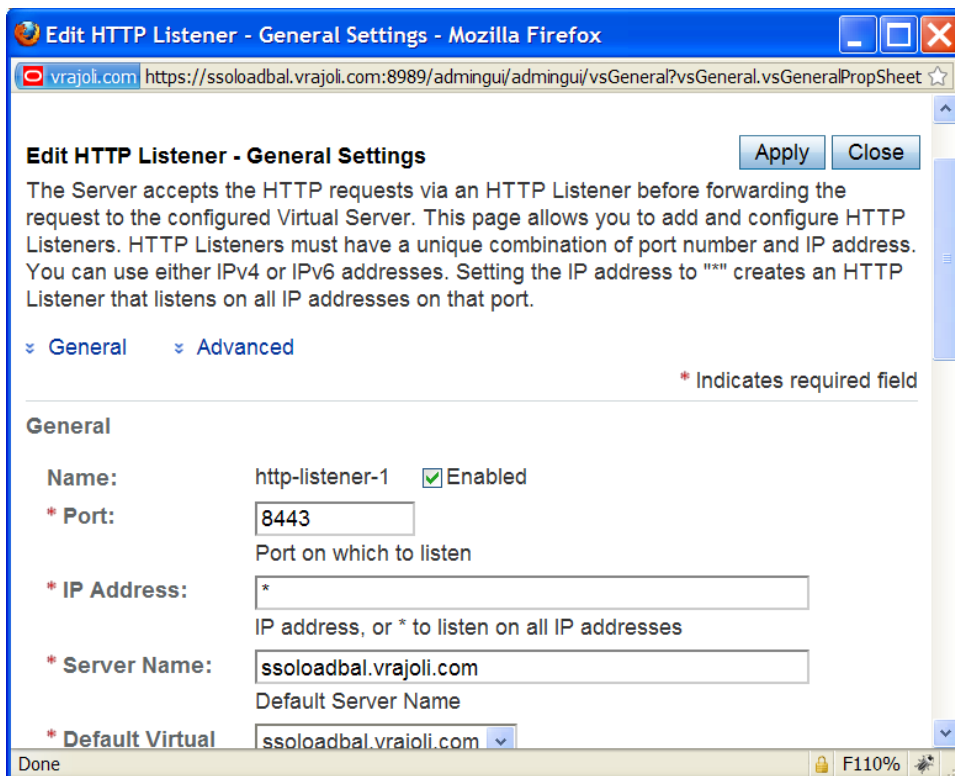 Edit HTTP Listener - General Settings - Mozilla Firefox
vrajoli.com https://ssoloadbal.vrajoli.com:8989/admingui/admingui/vsGeneral?vsGeneral.vsGeneralPropSheet
Edit HTTP Listener - General Settings Apply Close
The Server accepts the HTTP requests via an HTTP Listener before forwarding the
request to the configured Virtual Server. This page allows you to add and configure HTTP
Listeners. HTTP Listeners must have a unique combination of port number and IP address.
You can use either IPv4 or IPv6 addresses. Setting the IP address to "*" creates an HTTP
Listener that listens on all IP addresses on that port.
General Advanced
* Indicates required field
General
Name: http-listener-1 Enabled
* Port: 8443
Port on which to listen
* IP Address: *
IP address, or * to listen on all IP addresses
* Server Name: ssoloadbal.vrajoli.com
Default Server Name
* Default Virtual ssoloadbal.vrajoli.com
Done F110%